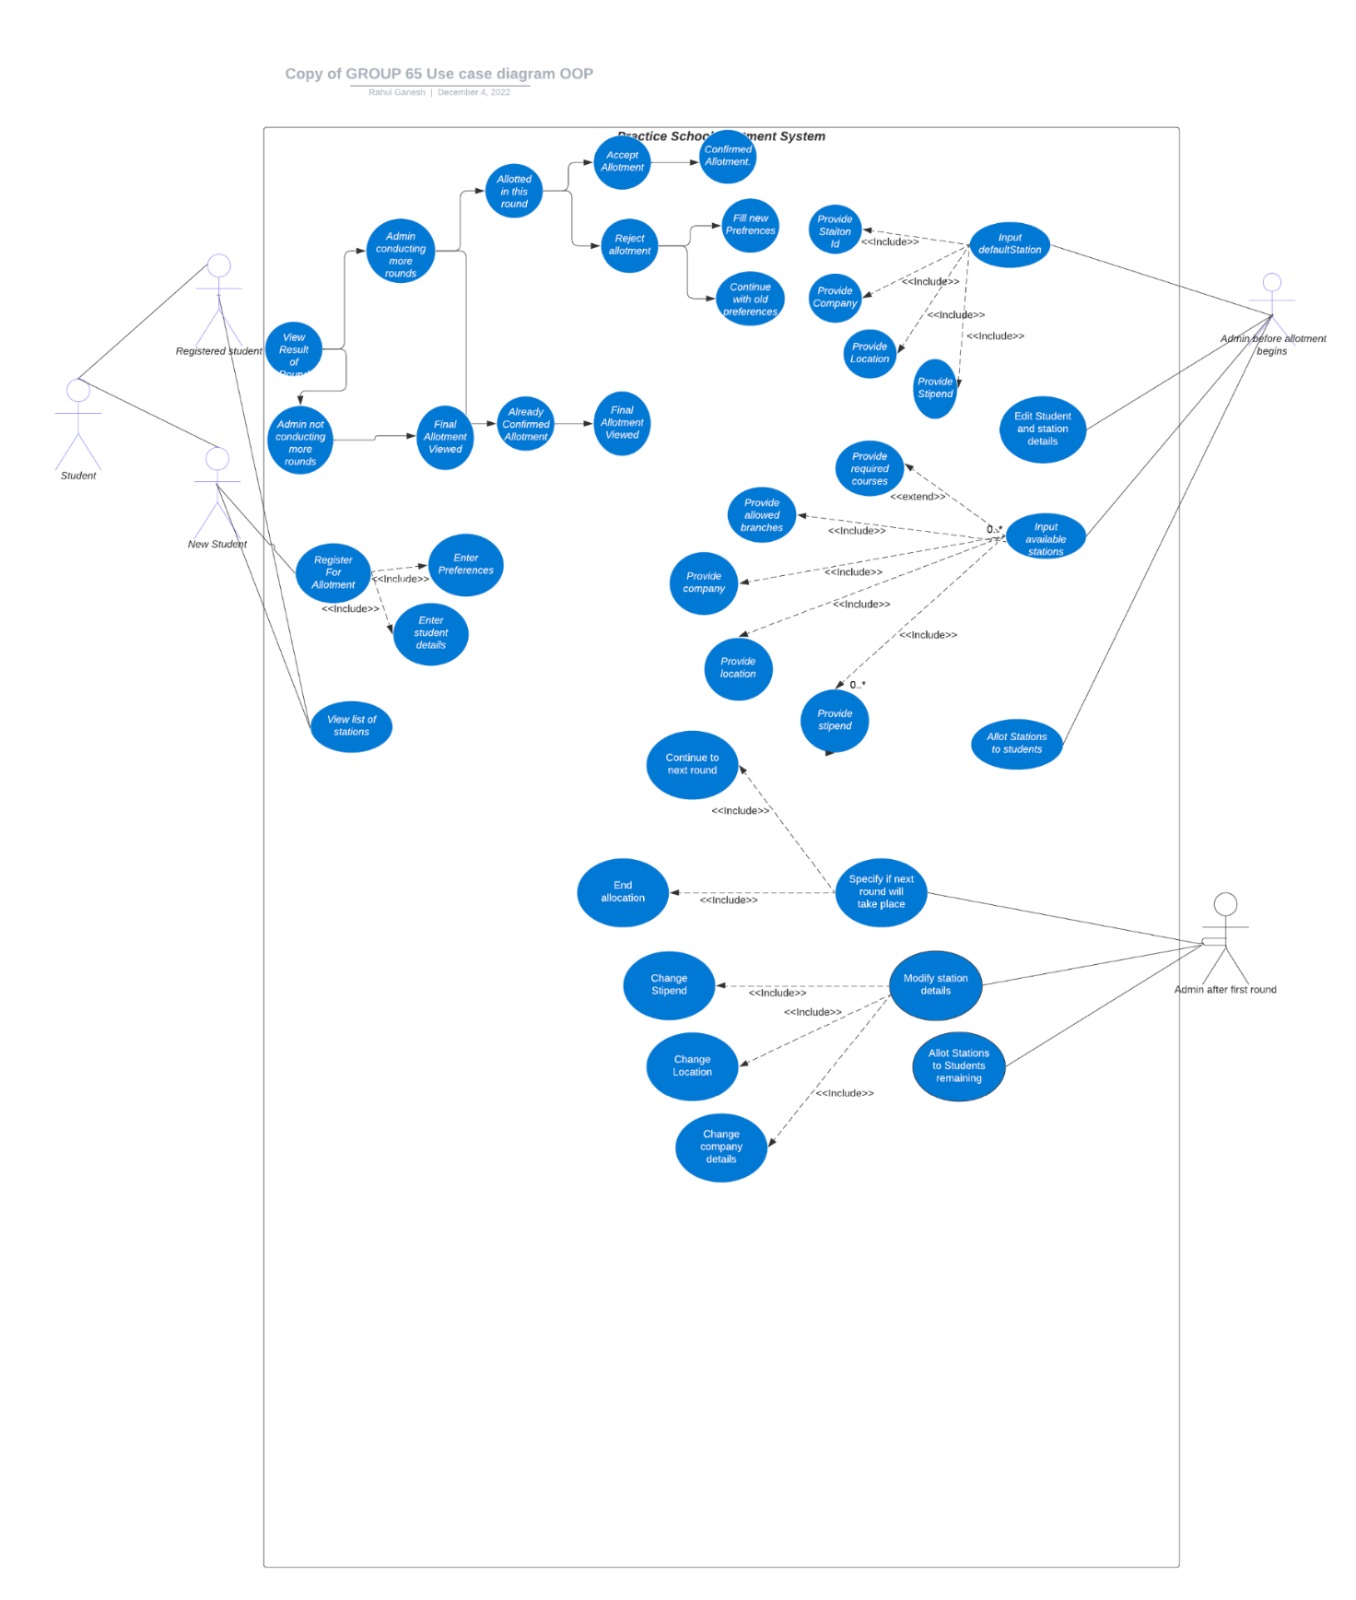 Copy of GROUP 65 Use case diagram OOP
Rahul Ganesh | December 4, 2022
Practice School
ment System
Accept
Allotment
Confirmed
Allotment.
Allotted
in this
round
Admin
conducting
more
rounds
Reject
allotment
Fill new
Prefrences
Continue
with old
preferences
View
Result
of
Round
Admin not
conducting
more
rounds
Final
Allotment
Viewed
Already
Confirmed
Allotment
Final
Allotment
Viewed
Registered student
Student
New Student
Register
For
Allotment
<<Include>>
<<Include>>
Enter
Preferences
Enter
student
details
View list of
stations
Provide
Staiton
Id
<<Include>>
Input
defaultStation
Provide
Company
<<Include>>
<<Include>>
<<Include>>
Provide
Location
Provide
Stipend
Admin before allotment
begins
Edit Student
and station
details
Provide
required
courses
<<extend>>
Provide
allowed
branches
<<Include>>
0..*
Input
available
stations
Provide
company
<<Include>>
<<Include>>
<<Include>>
Provide
location
0..*
Provide
stipend
Allot Stations
to students
Continue to
next round
<<Include>>
End
allocation
<<Include>>
Specify if next
round will
take place
Admin after first round
Change
Stipend
<<Include>>
Modify station
details
<<Include>>
Change
Location
Allot Stations
to Students
remaining
<<Include>>
Change
company
details